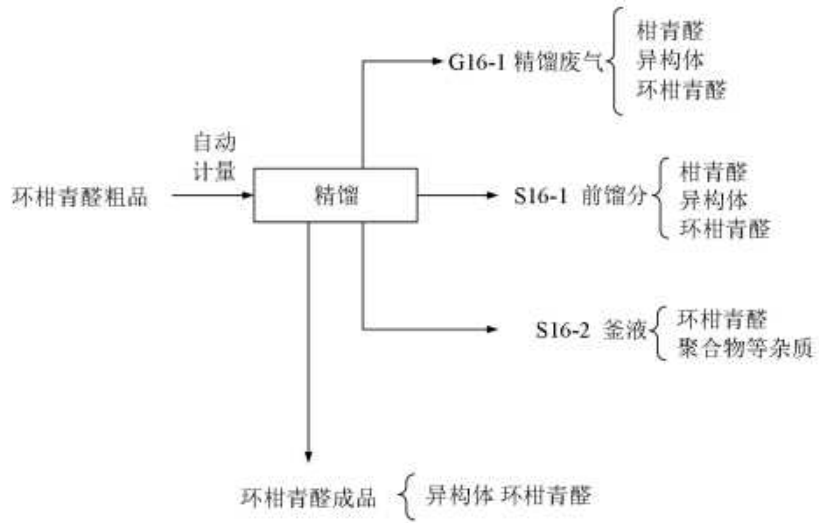 柑青醛
G16-1 精馏废气
异构体
环柑青醛
自动
计量
环柑青醛粗品
精馏
S16-1 前馏分
柑青醛
异构体
环柑青醛
S16-2 釜液
环柑青醛
聚合物等杂质
环柑青醛成品
异构体 环柑青醛